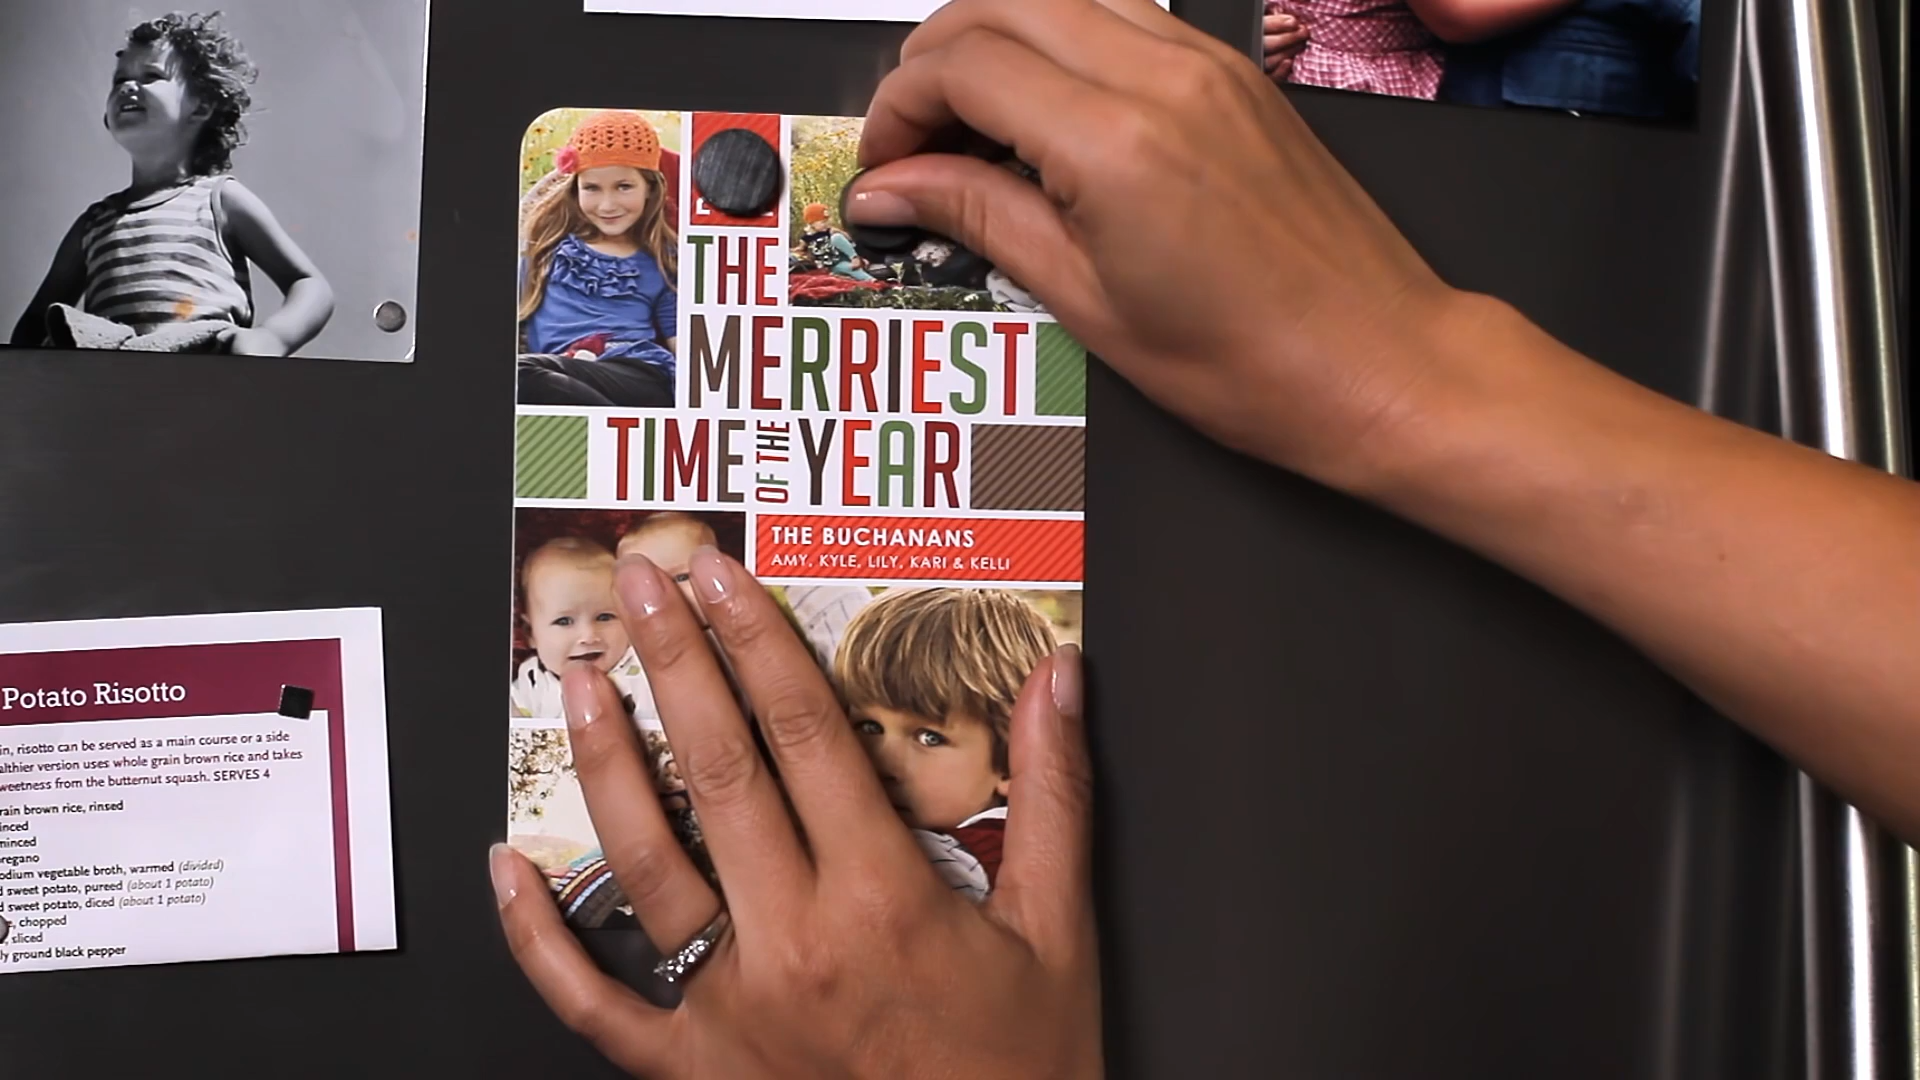 THE
MERRIEST
TIME OF THE YEAR
THE BUCHANANS
AMY, KYLE, LILY, KARI & KELLI
Potato Risotto
in, risotto can be served as a main course or a side
althier version uses whole grain brown rice and takes
weetness from the butternut squash. SERVES 4
rain brown rice, rinsed
inced
minced
regano
odium vegetable broth, warmed (divided)
d sweet potato, pureed (about 1 potato)
d sweet potato, diced (about 1 potato)
, chopped
, sliced
ly ground black pepper